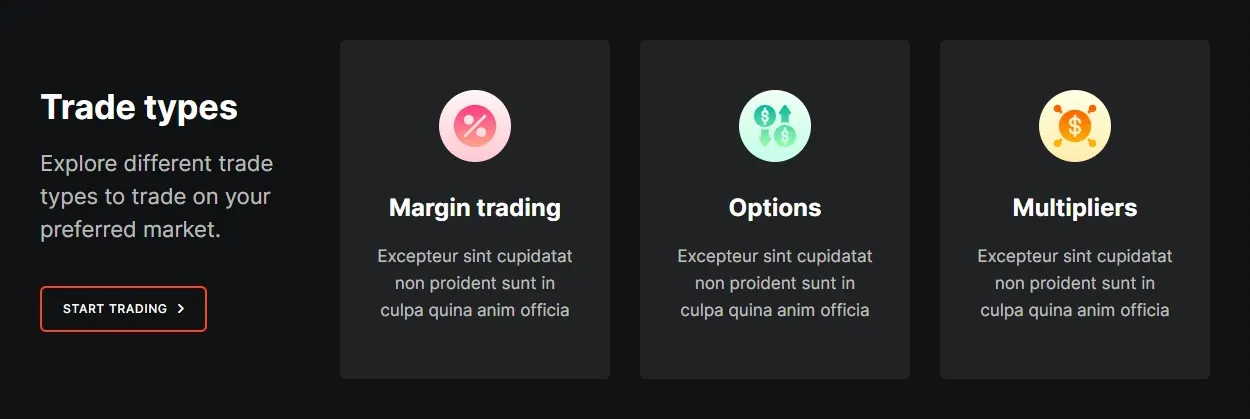 Trade types
Explore different trade
types to trade on your
preferred market.
START TRADING
Margin trading
Excepteur sint cupidatat
non proident sunt in
culpa quina anim officia
Options
Excepteur sint cupidatat
non proident sunt in
culpa quina anim officia
Multipliers
Excepteur sint cupidatat
non proident sunt in
culpa quina anim officia